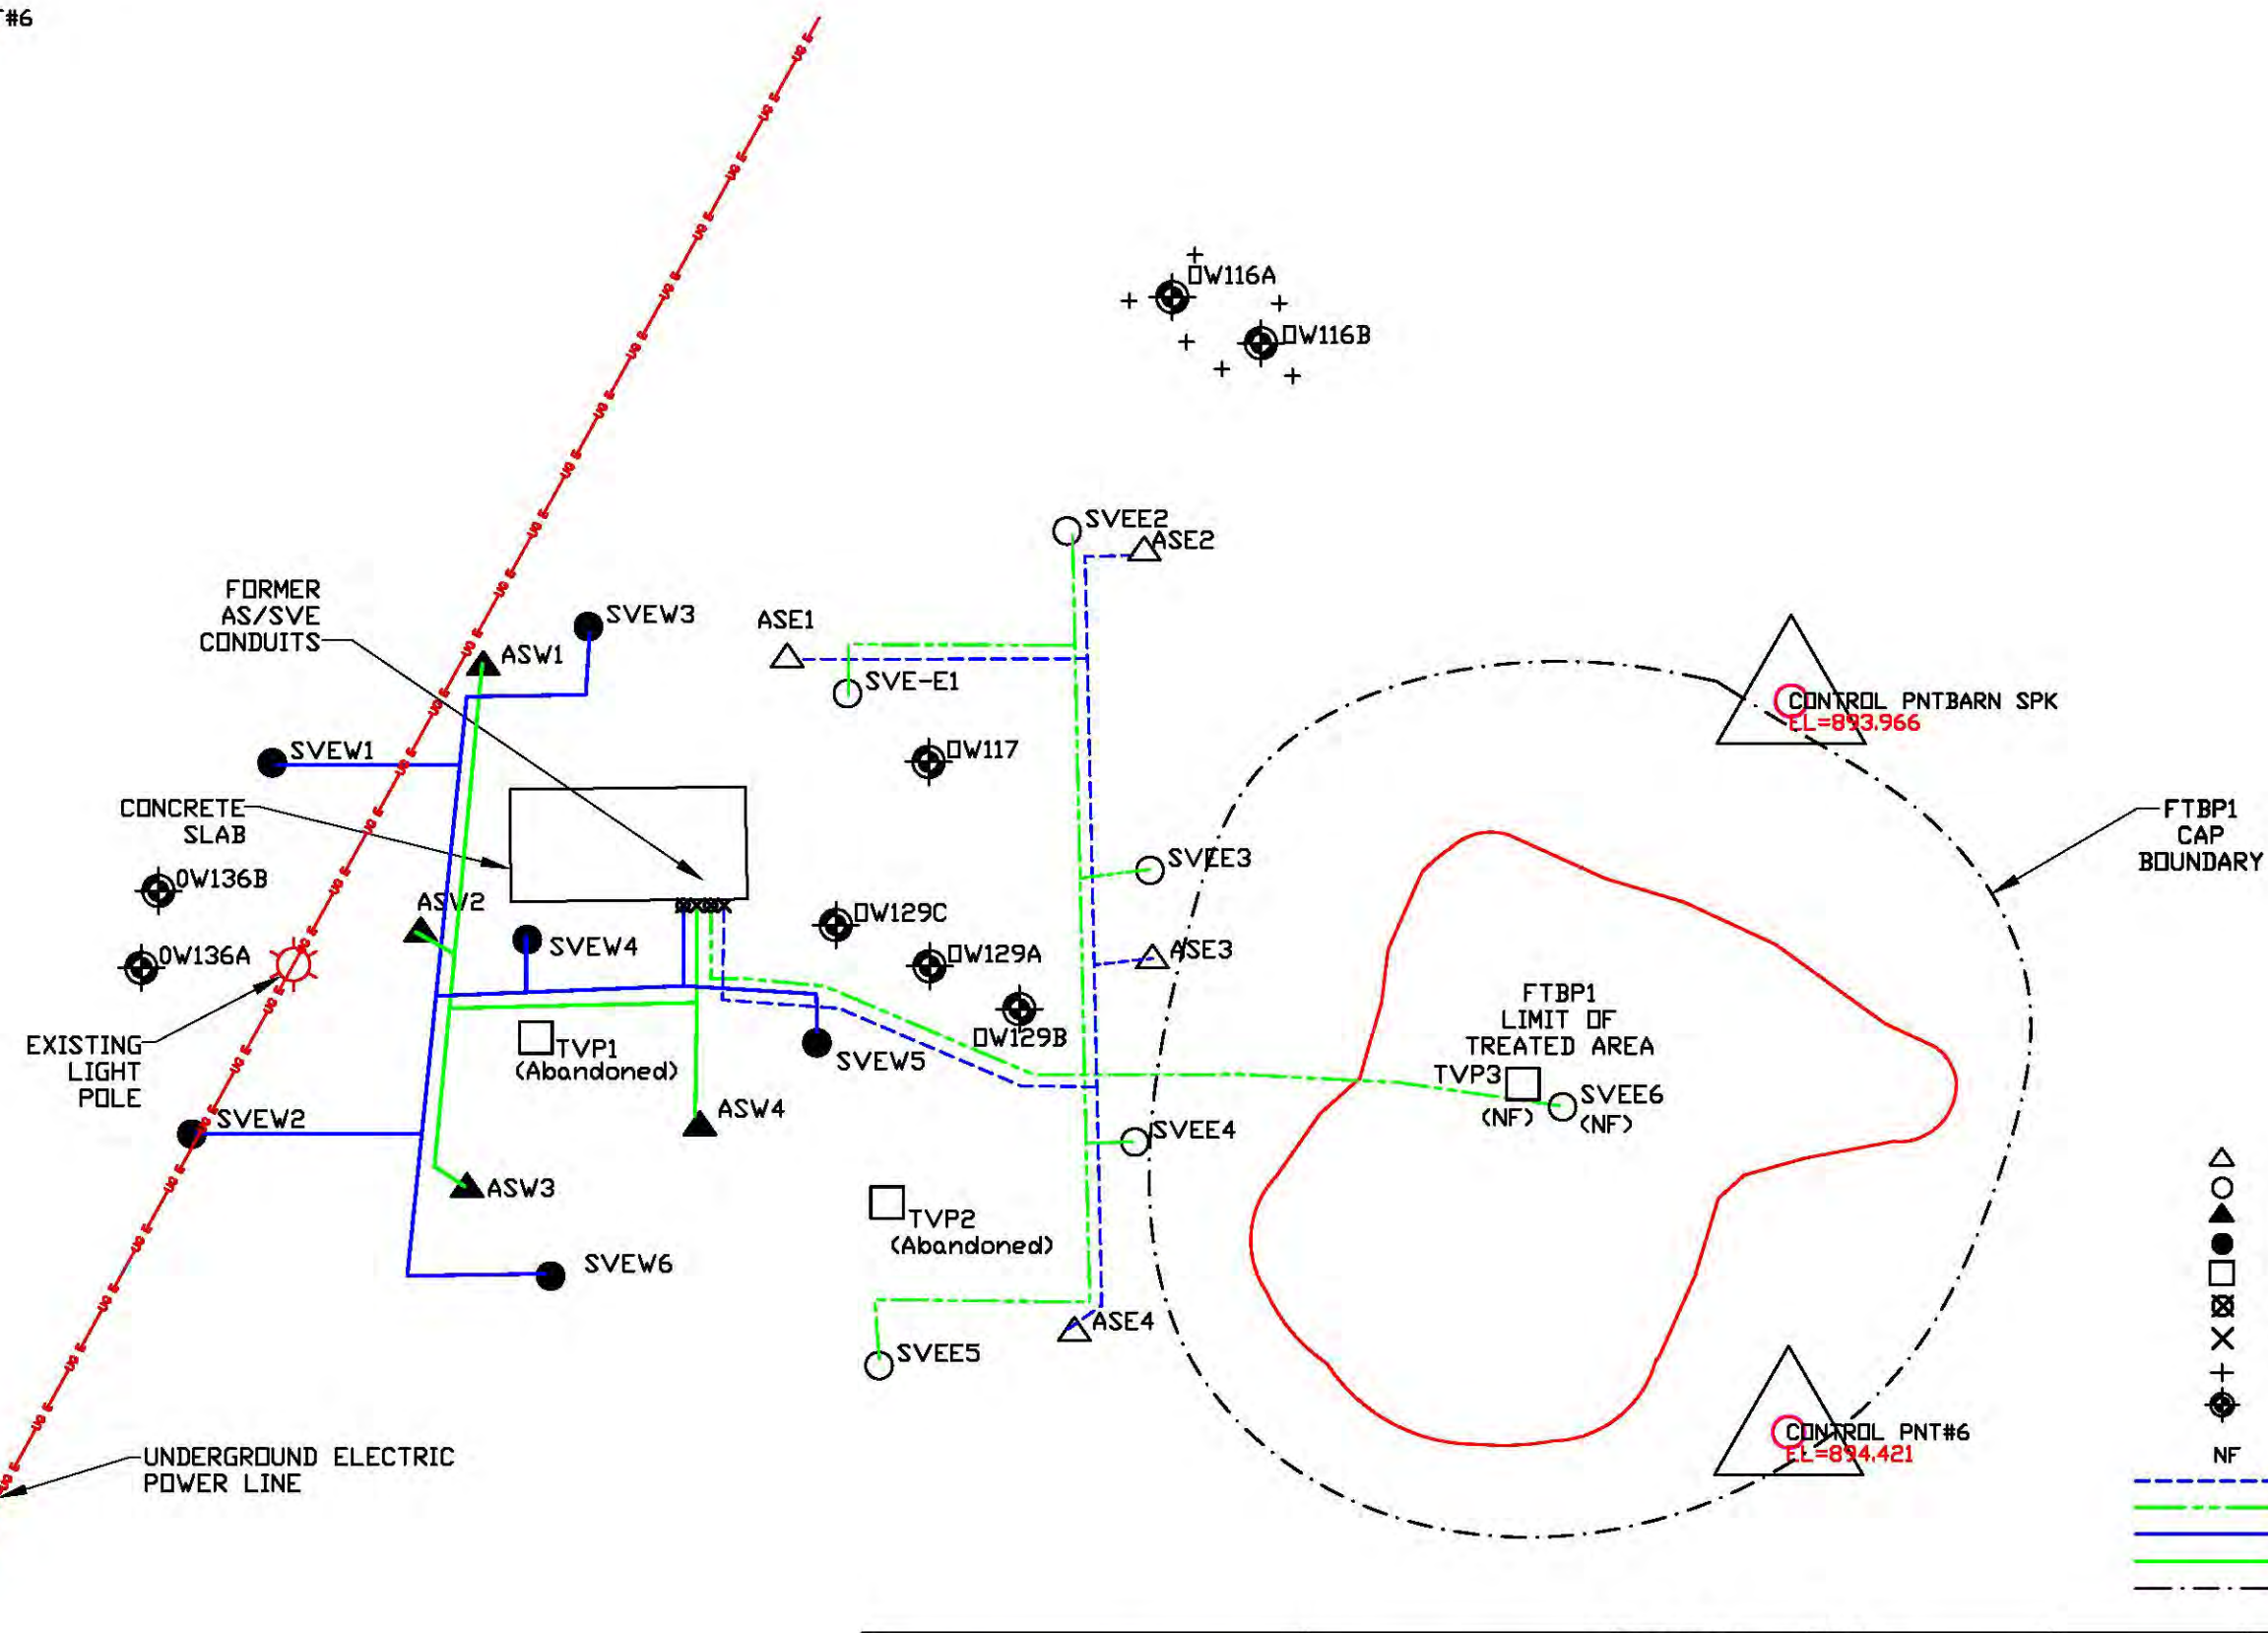 #6
OW116A
OW116B
SVEE2
ASE2
FORMER
AS/SVE
CONDUITS
SVEW3
ASE1
ASW1
SVE-E1
CONTROL PNTBARN SPK
EL=893.966
SVEW1
OW117
CONCRETE
SLAB
FTBP1
CAP
BOUNDARY
SVEE3
OW136B
ASW2
OW129C
SVEW4
OW136A
OW129A
ASE3
FTBP1
LIMIT OF
TREATED AREA
OW129B
EXISTING
LIGHT
POLE
TVP1
(Abandoned)
SVEW5
TVP3
(NF)
SVEE6
(NF)
ASW4
SVEW2
SVEE4
ASW3
TVP2
(Abandoned)
SVEW6
ASE4
SVEE5
CONTROL PNT#6
EL=894.421
UNDERGROUND ELECTRIC
POWER LINE
NF
UG E